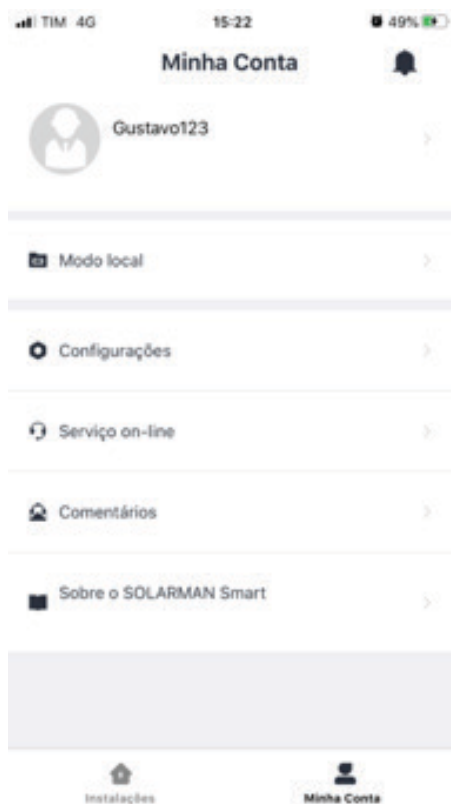 TIM 4G 15:22 49%
Minha Conta
Gustavo123
Modo local
Configurações
Serviço on-line
Comentários
Sobre o SOLARMAN Smart
Instalações Minha Conta